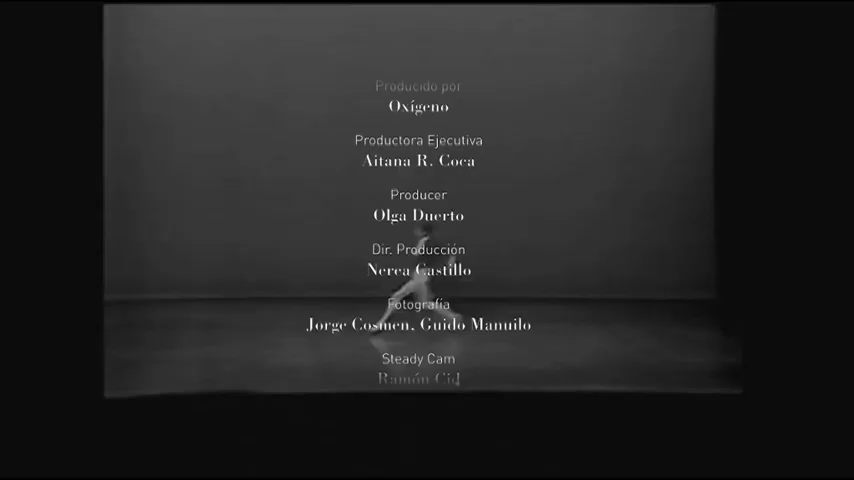 Producido por
Oxígeno
Productora Ejecutiva
Aitana R. Coca
Producer
Olga Duerto
Dir. Producción
Nerea Castillo
Fotografía
Jorge Cosmen, Guido Manuilo
Steady Cam
Ramón Cid